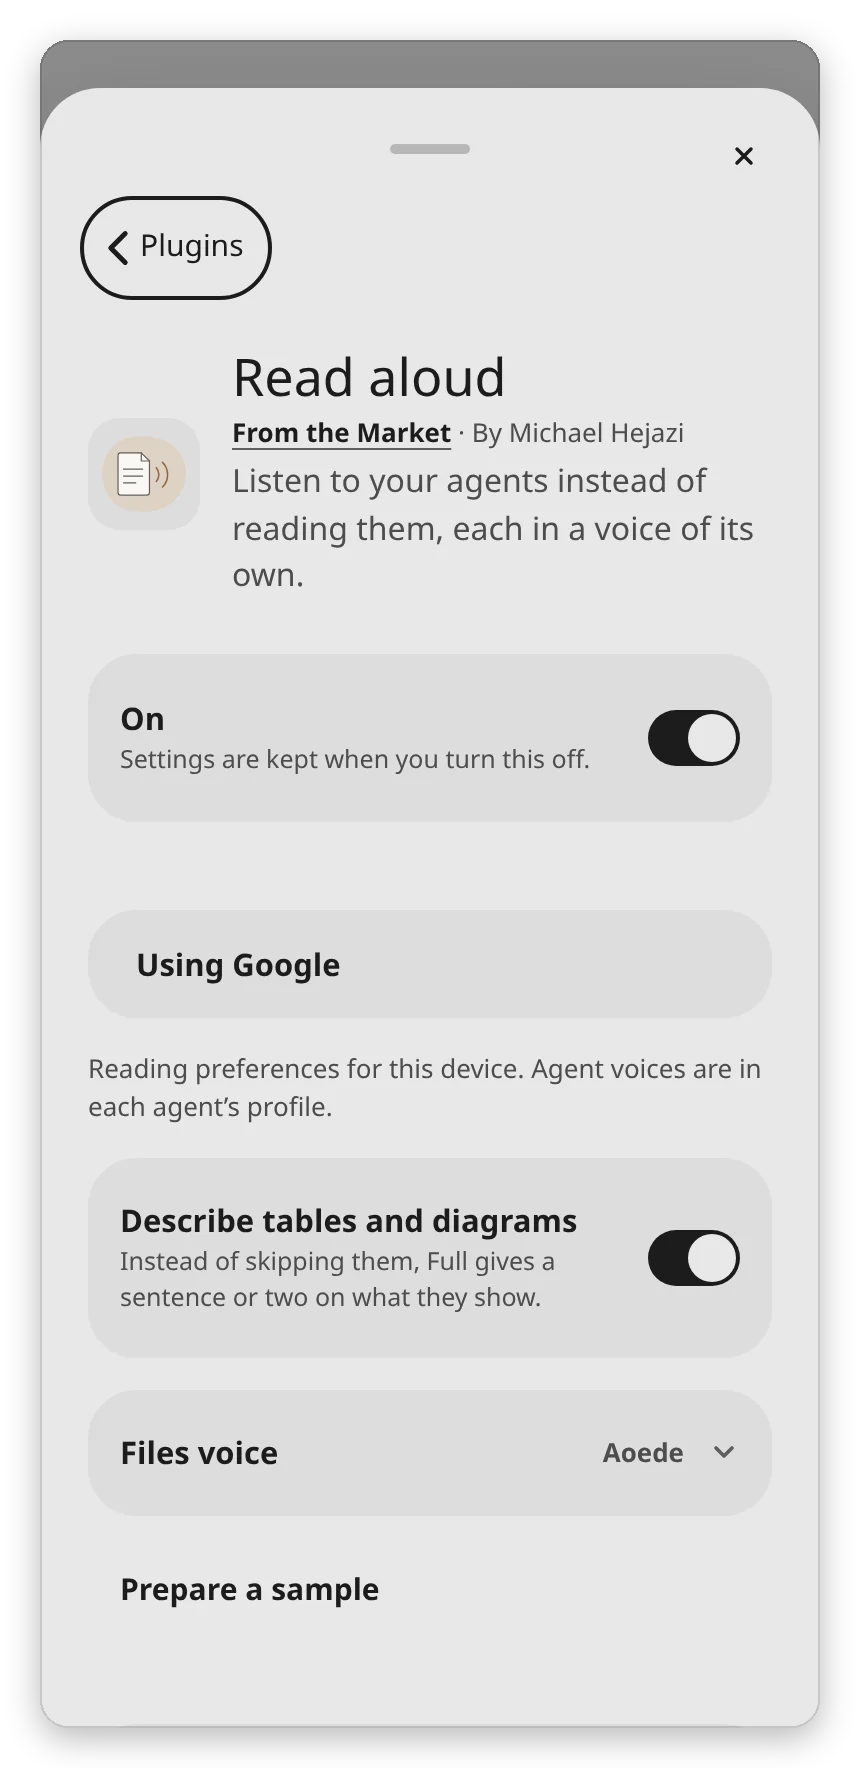 Plugins
Read aloud
From the Market · By Michael Hejazi
Listen to your agents instead of
reading them, each in a voice of its
own.
On
Settings are kept when you turn this off.
Using Google
Reading preferences for this device. Agent voices are in
each agent’s profile.
Describe tables and diagrams
Instead of skipping them, Full gives a
sentence or two on what they show.
Files voice
Aoede
Prepare a sample